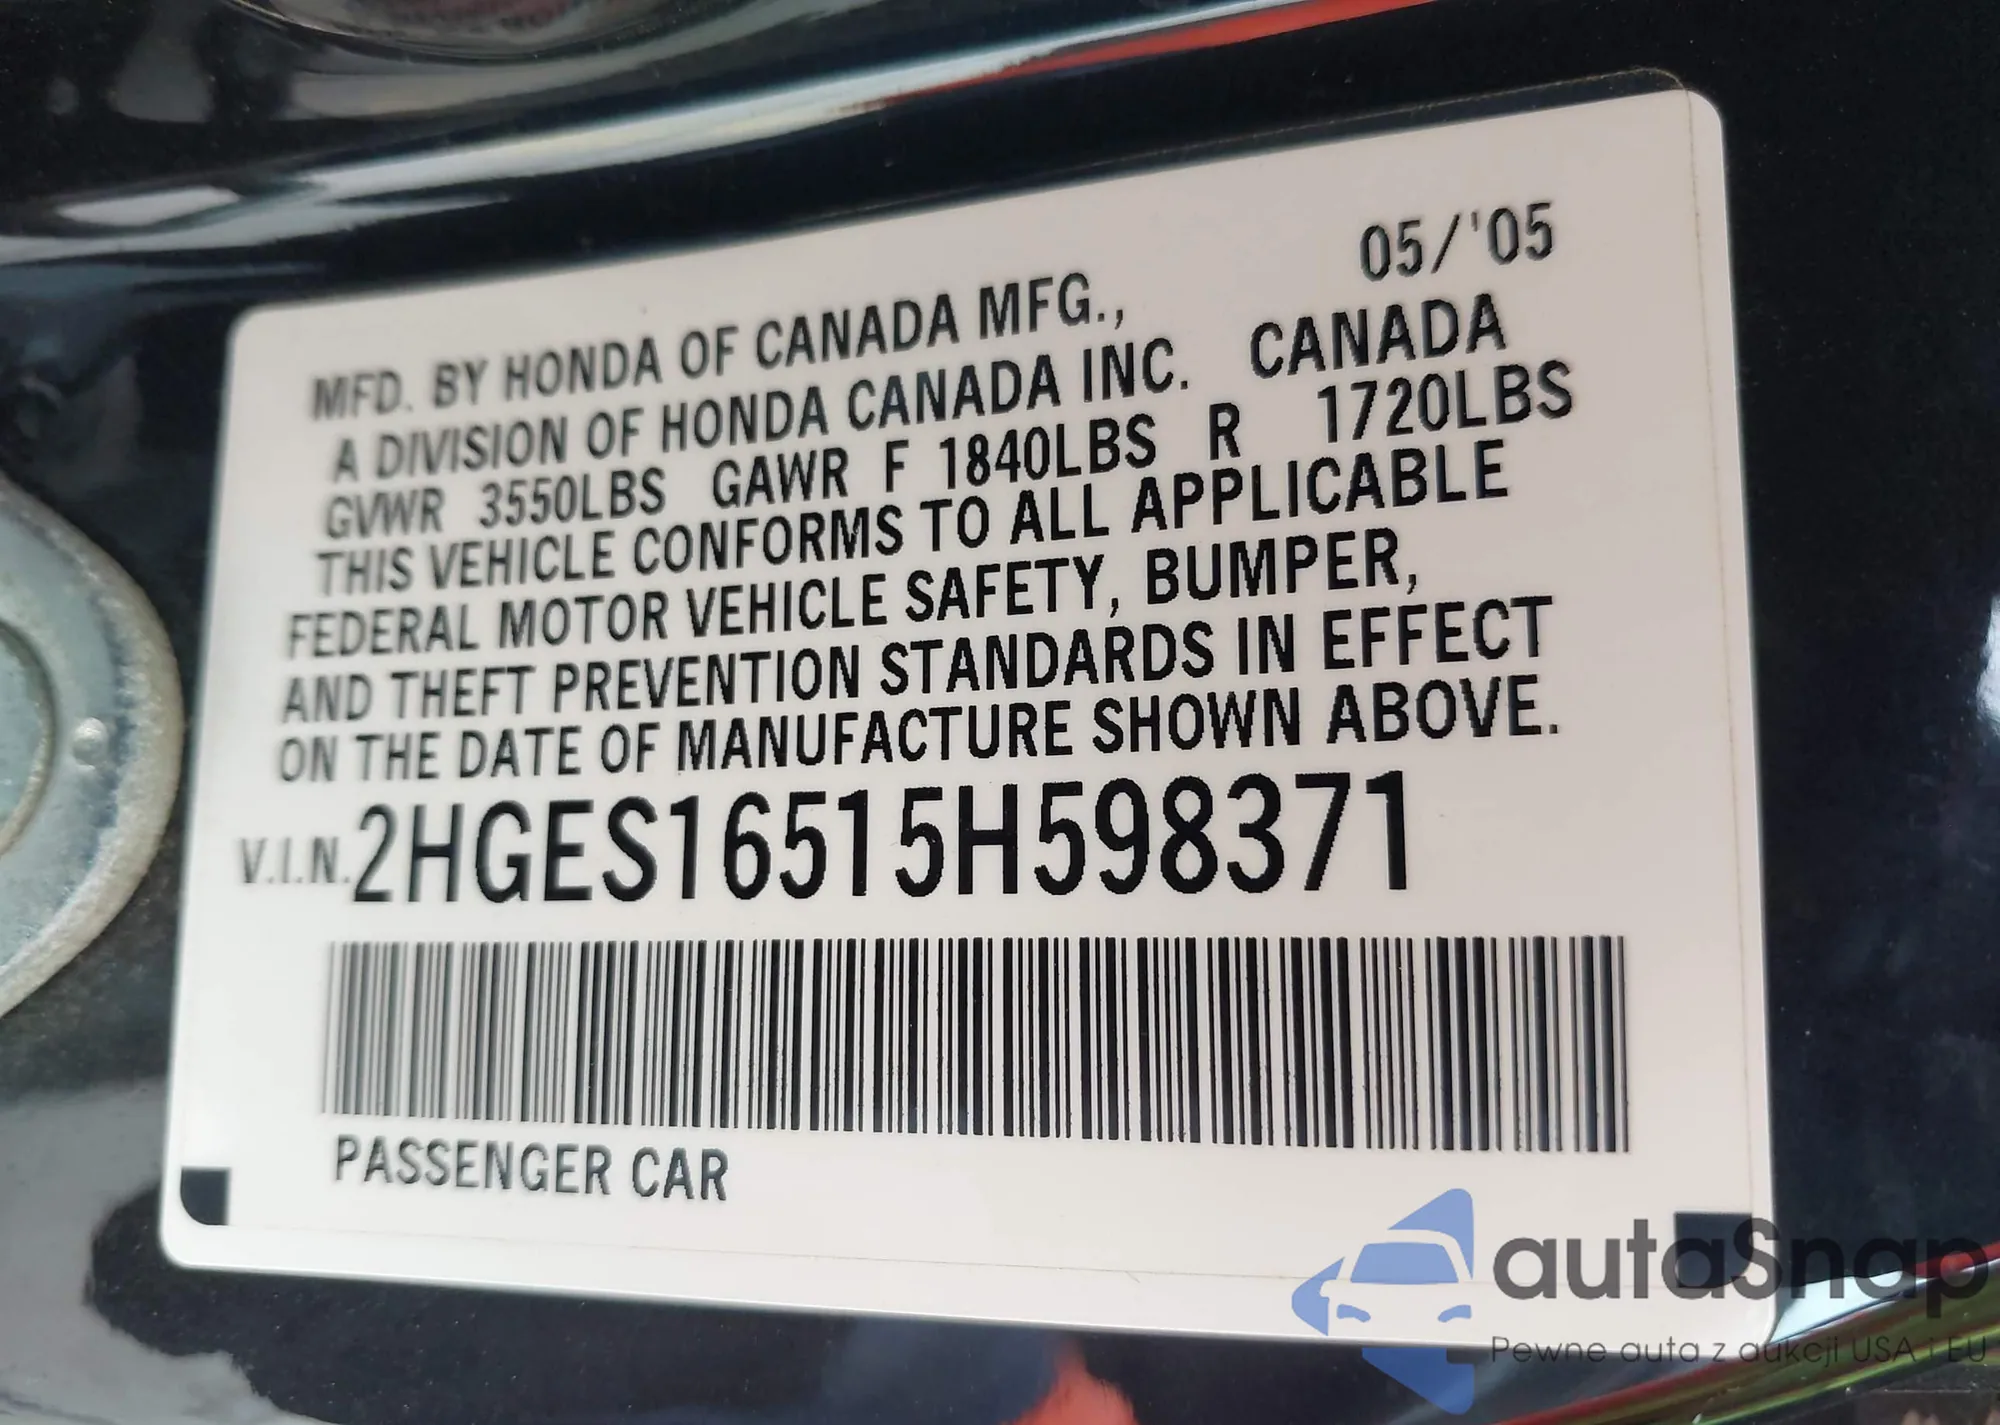 05/'05
MFD. BY HONDA OF CANADA MFG.,
A DIVISION OF HONDA CANADA INC. CANADA
GVWR 3550LBS GAWR F 1840LBS R 1720LBS
THIS VEHICLE CONFORMS TO ALL APPLICABLE
FEDERAL MOTOR VEHICLE SAFETY, BUMPER,
AND THEFT PREVENTION STANDARDS IN EFFECT
ON THE DATE OF MANUFACTURE SHOWN ABOVE.
V.I.N. 2HGES16515H598371
PASSENGER CAR
autaSnap
Pewne auta z aukcji USA i EU